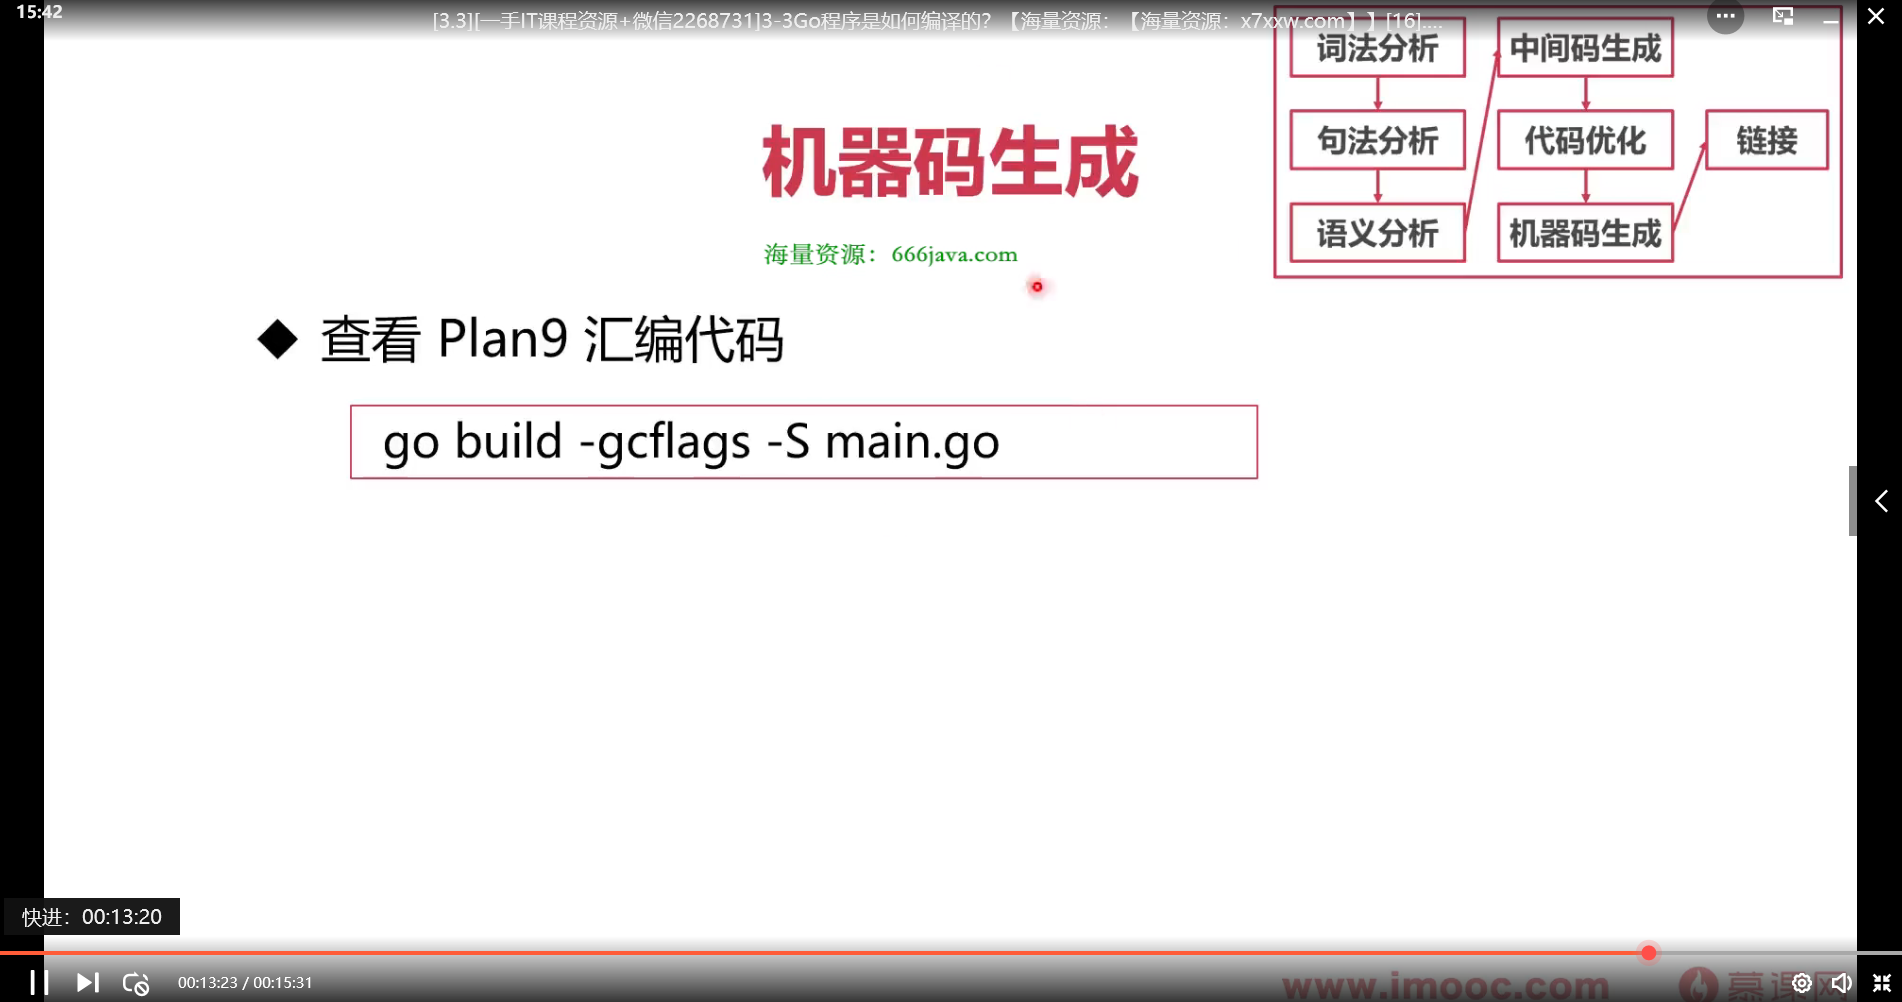 15:42
[3.3][一手IT课程资源+微信2268731]3-3Go程序是如何编译的？【海量资源：【海量资源：x7xxw.com】】[16]....
词法分析
中间码生成
句法分析
代码优化
链接
语义分析
机器码生成
机器码生成
海量资源：666java.com
◆ 查看 Plan9 汇编代码
go build -gcflags -S main.go
快进：00:13:20
00:13:23 / 00:15:31
www.imooc.com
慕课网